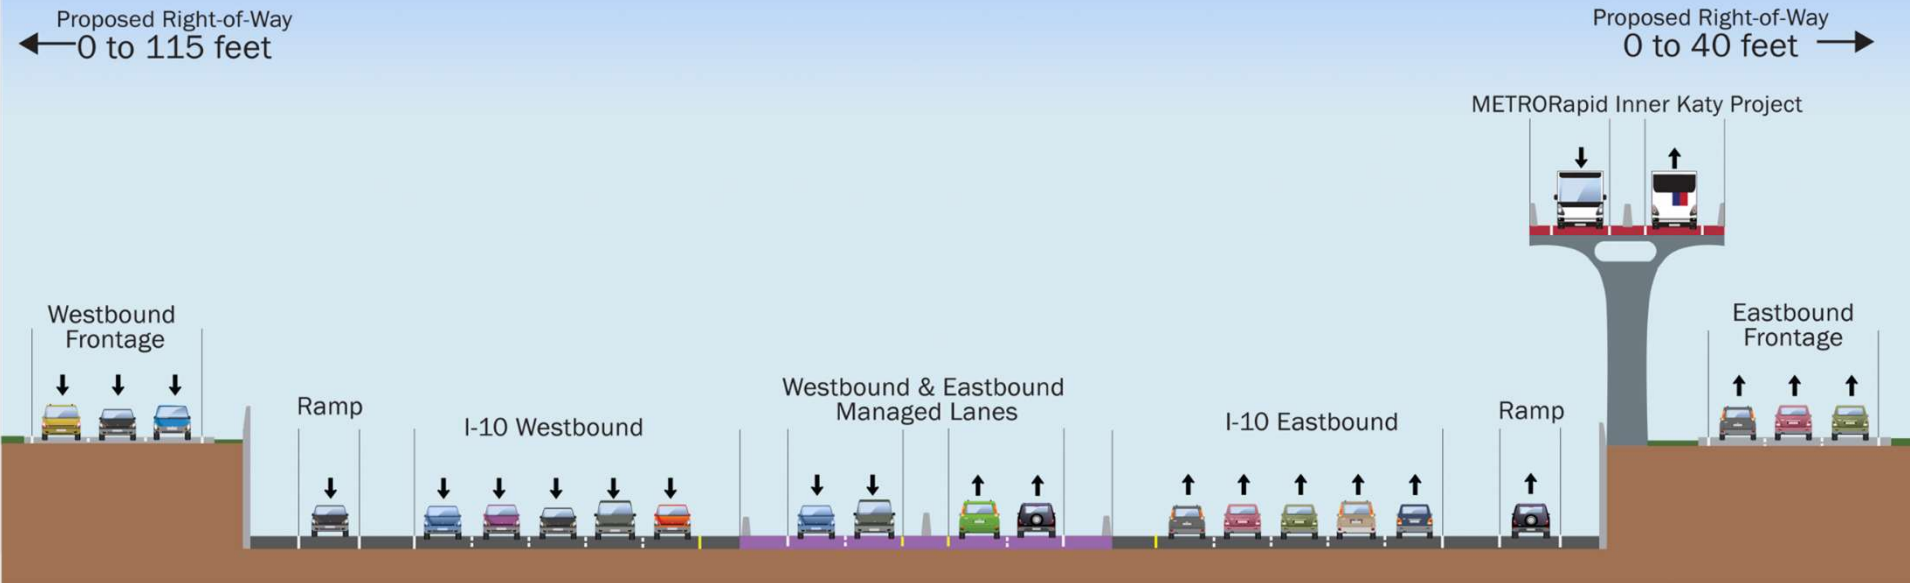 Proposed Right-of-Way
0 to 115 feet
Proposed Right-of-Way
0 to 40 feet
METRORapid Inner Katy Project
Westbound
Frontage
Eastbound
Frontage
Ramp
I-10 Westbound
Westbound & Eastbound
Managed Lanes
I-10 Eastbound
Ramp